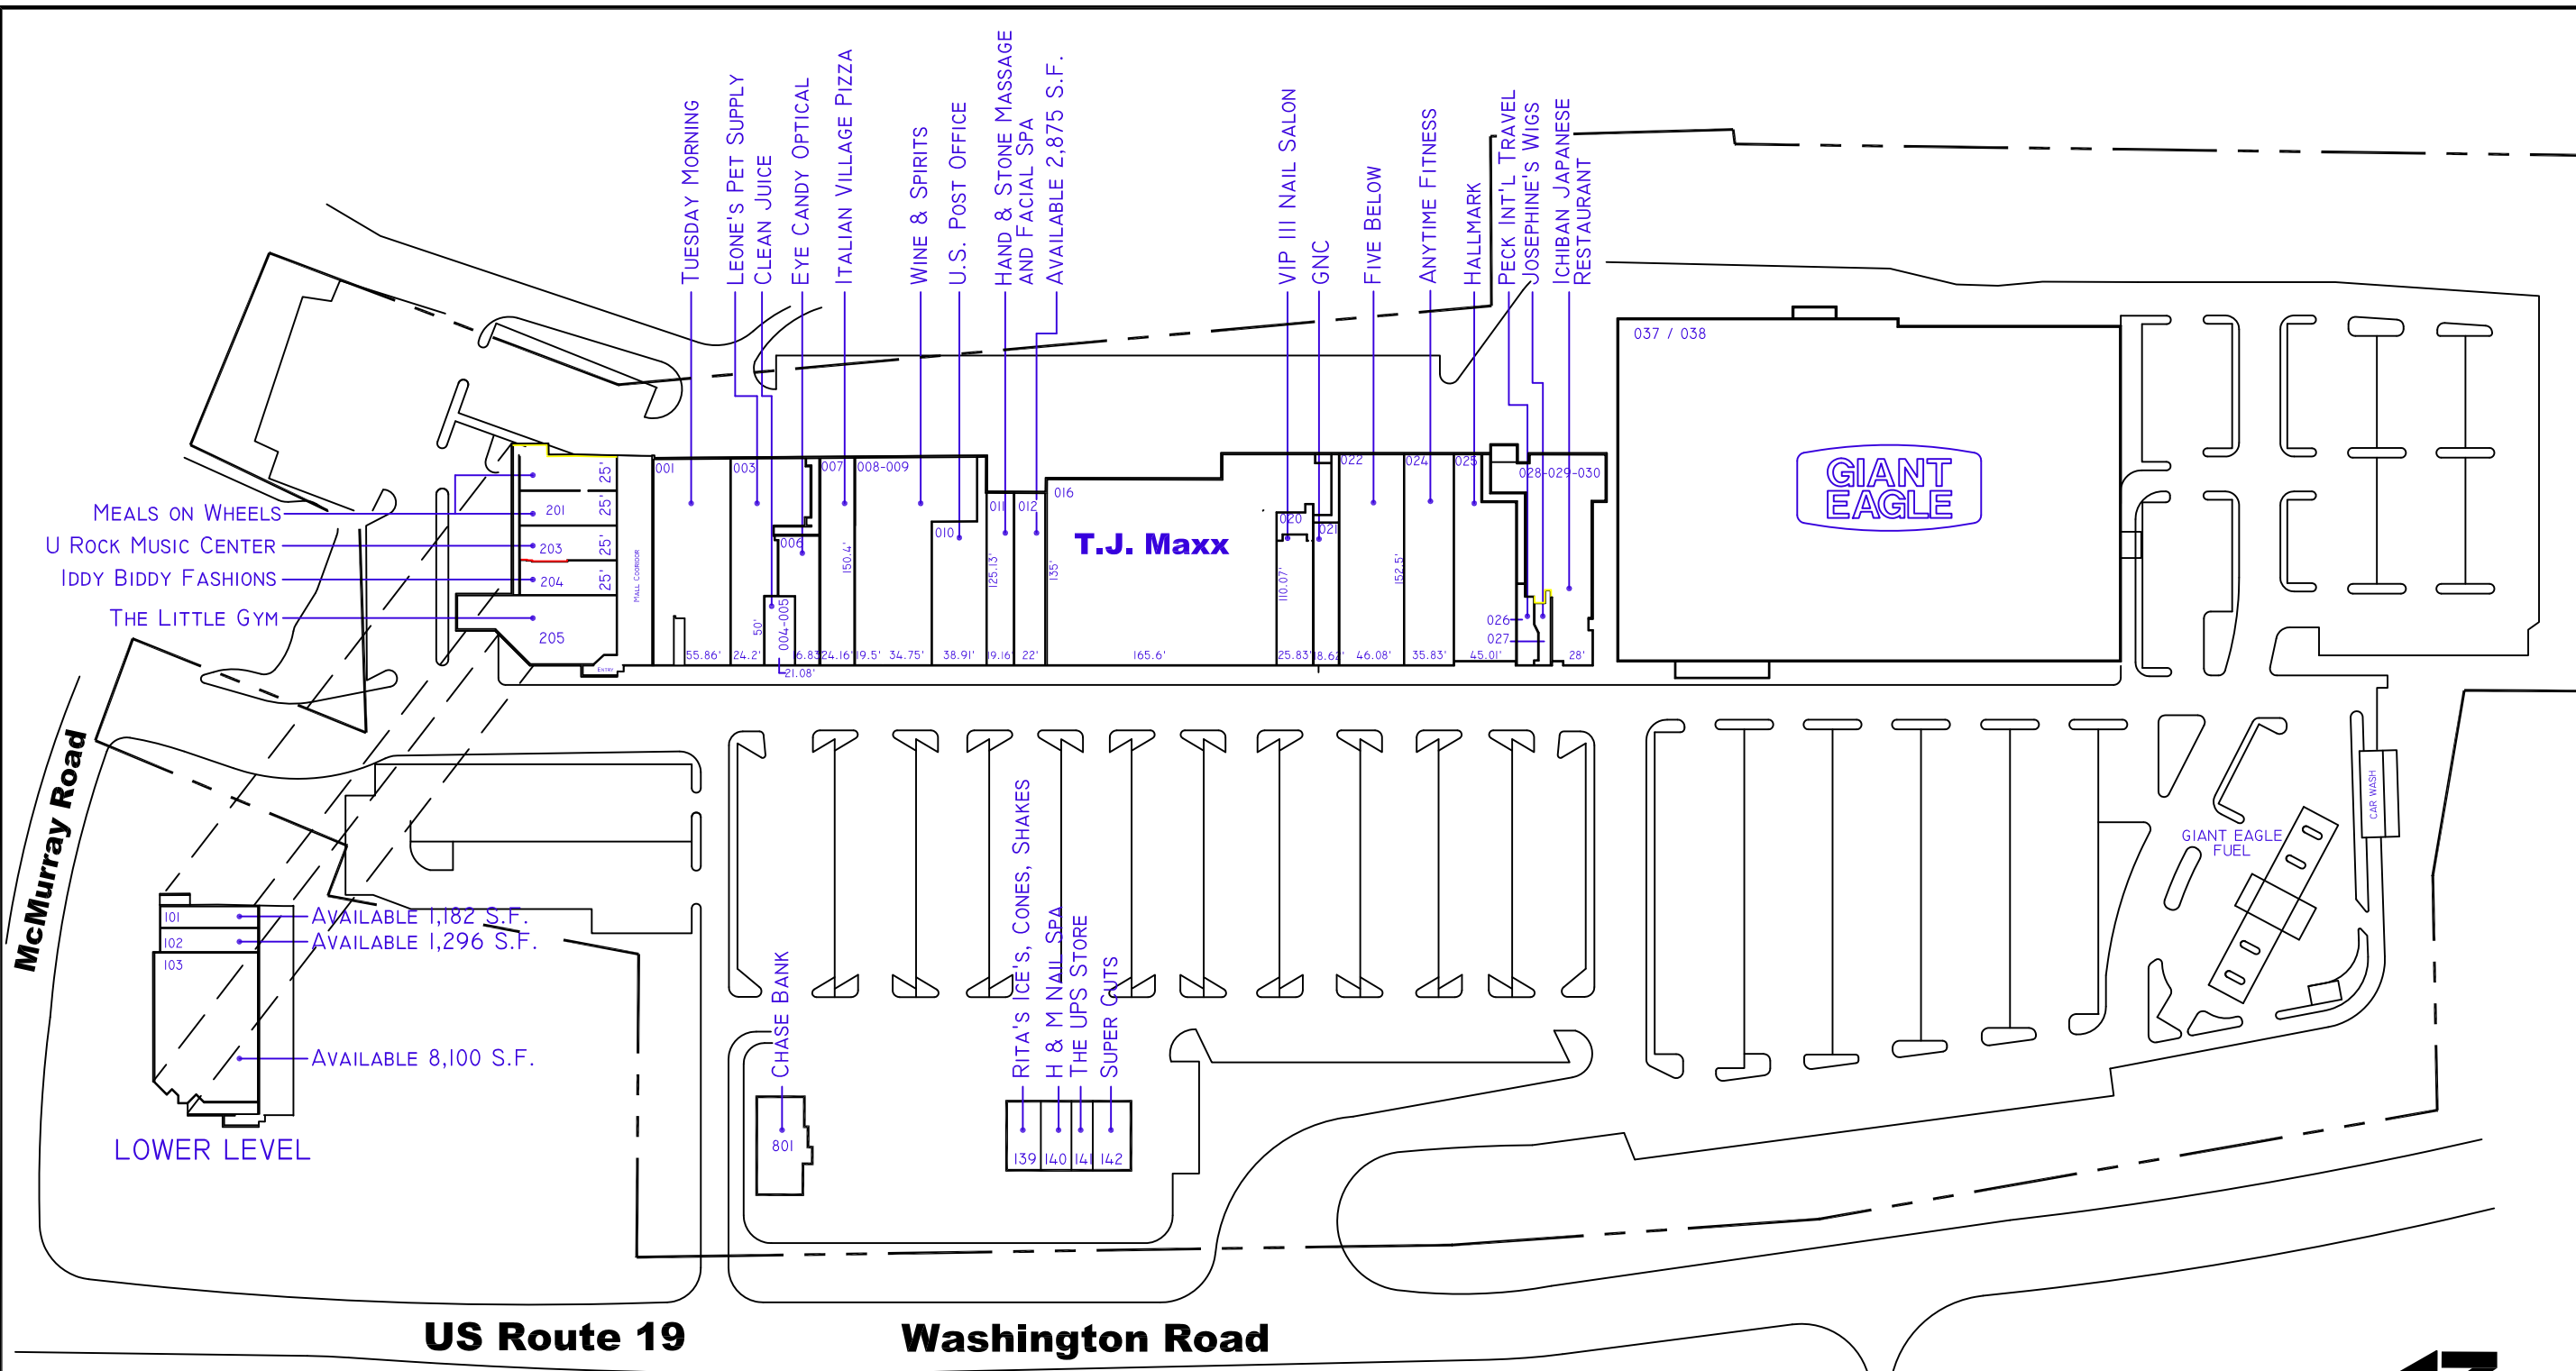 TUESDAY MORNING
LEONE'S PET SUPPLY
CLEAN JUICE
EYE CANDY OPTICAL
ITALIAN VILLAGE PIZZA
WINE & SPIRITS
U.S. POST OFFICE
HAND & STONE MASSAGE
AND FACIAL SPA
AVAILABLE 2,875 S.F.
VIP III NAIL SALON
GNC
FIVE BELOW
ANYTIME FITNESS
HALLMARK
PECK INT'L TRAVEL
JOSEPHINE'S WIGS
ICHIBAN JAPANESE
RESTAURANT
037 / 038
GIANT
EAGLE
MEALS ON WHEELS
U ROCK MUSIC CENTER
IDDY BIDDY FASHIONS
THE LITTLE GYM
201
203
204
205
25'
25'
25'
25'
MALL CORRIDOR
ENTRY
001
003
004-005
006
007
008-009
010
011
012
016
T.J. Maxx
020
021
022
024
025
026
027
028-029-030
50'
150.4'
125.13'
135'
110.07'
152.5'
55.86'
24.2'
21.08'
24.16'
34.75'
38.91'
22'
165.6'
25.83'
46.08'
35.83'
45.01'
28'
McMurray Road
101
102
103
AVAILABLE 1,182 S.F.
AVAILABLE 1,296 S.F.
AVAILABLE 8,100 S.F.
LOWER LEVEL
CHASE BANK
801
RITA'S ICE'S, CONES, SHAKES
H & M NAIL SPA
THE UPS STORE
SUPER CUTS
139
140
141
142
GIANT EAGLE
FUEL
CAR WASH
US Route 19
Washington Road